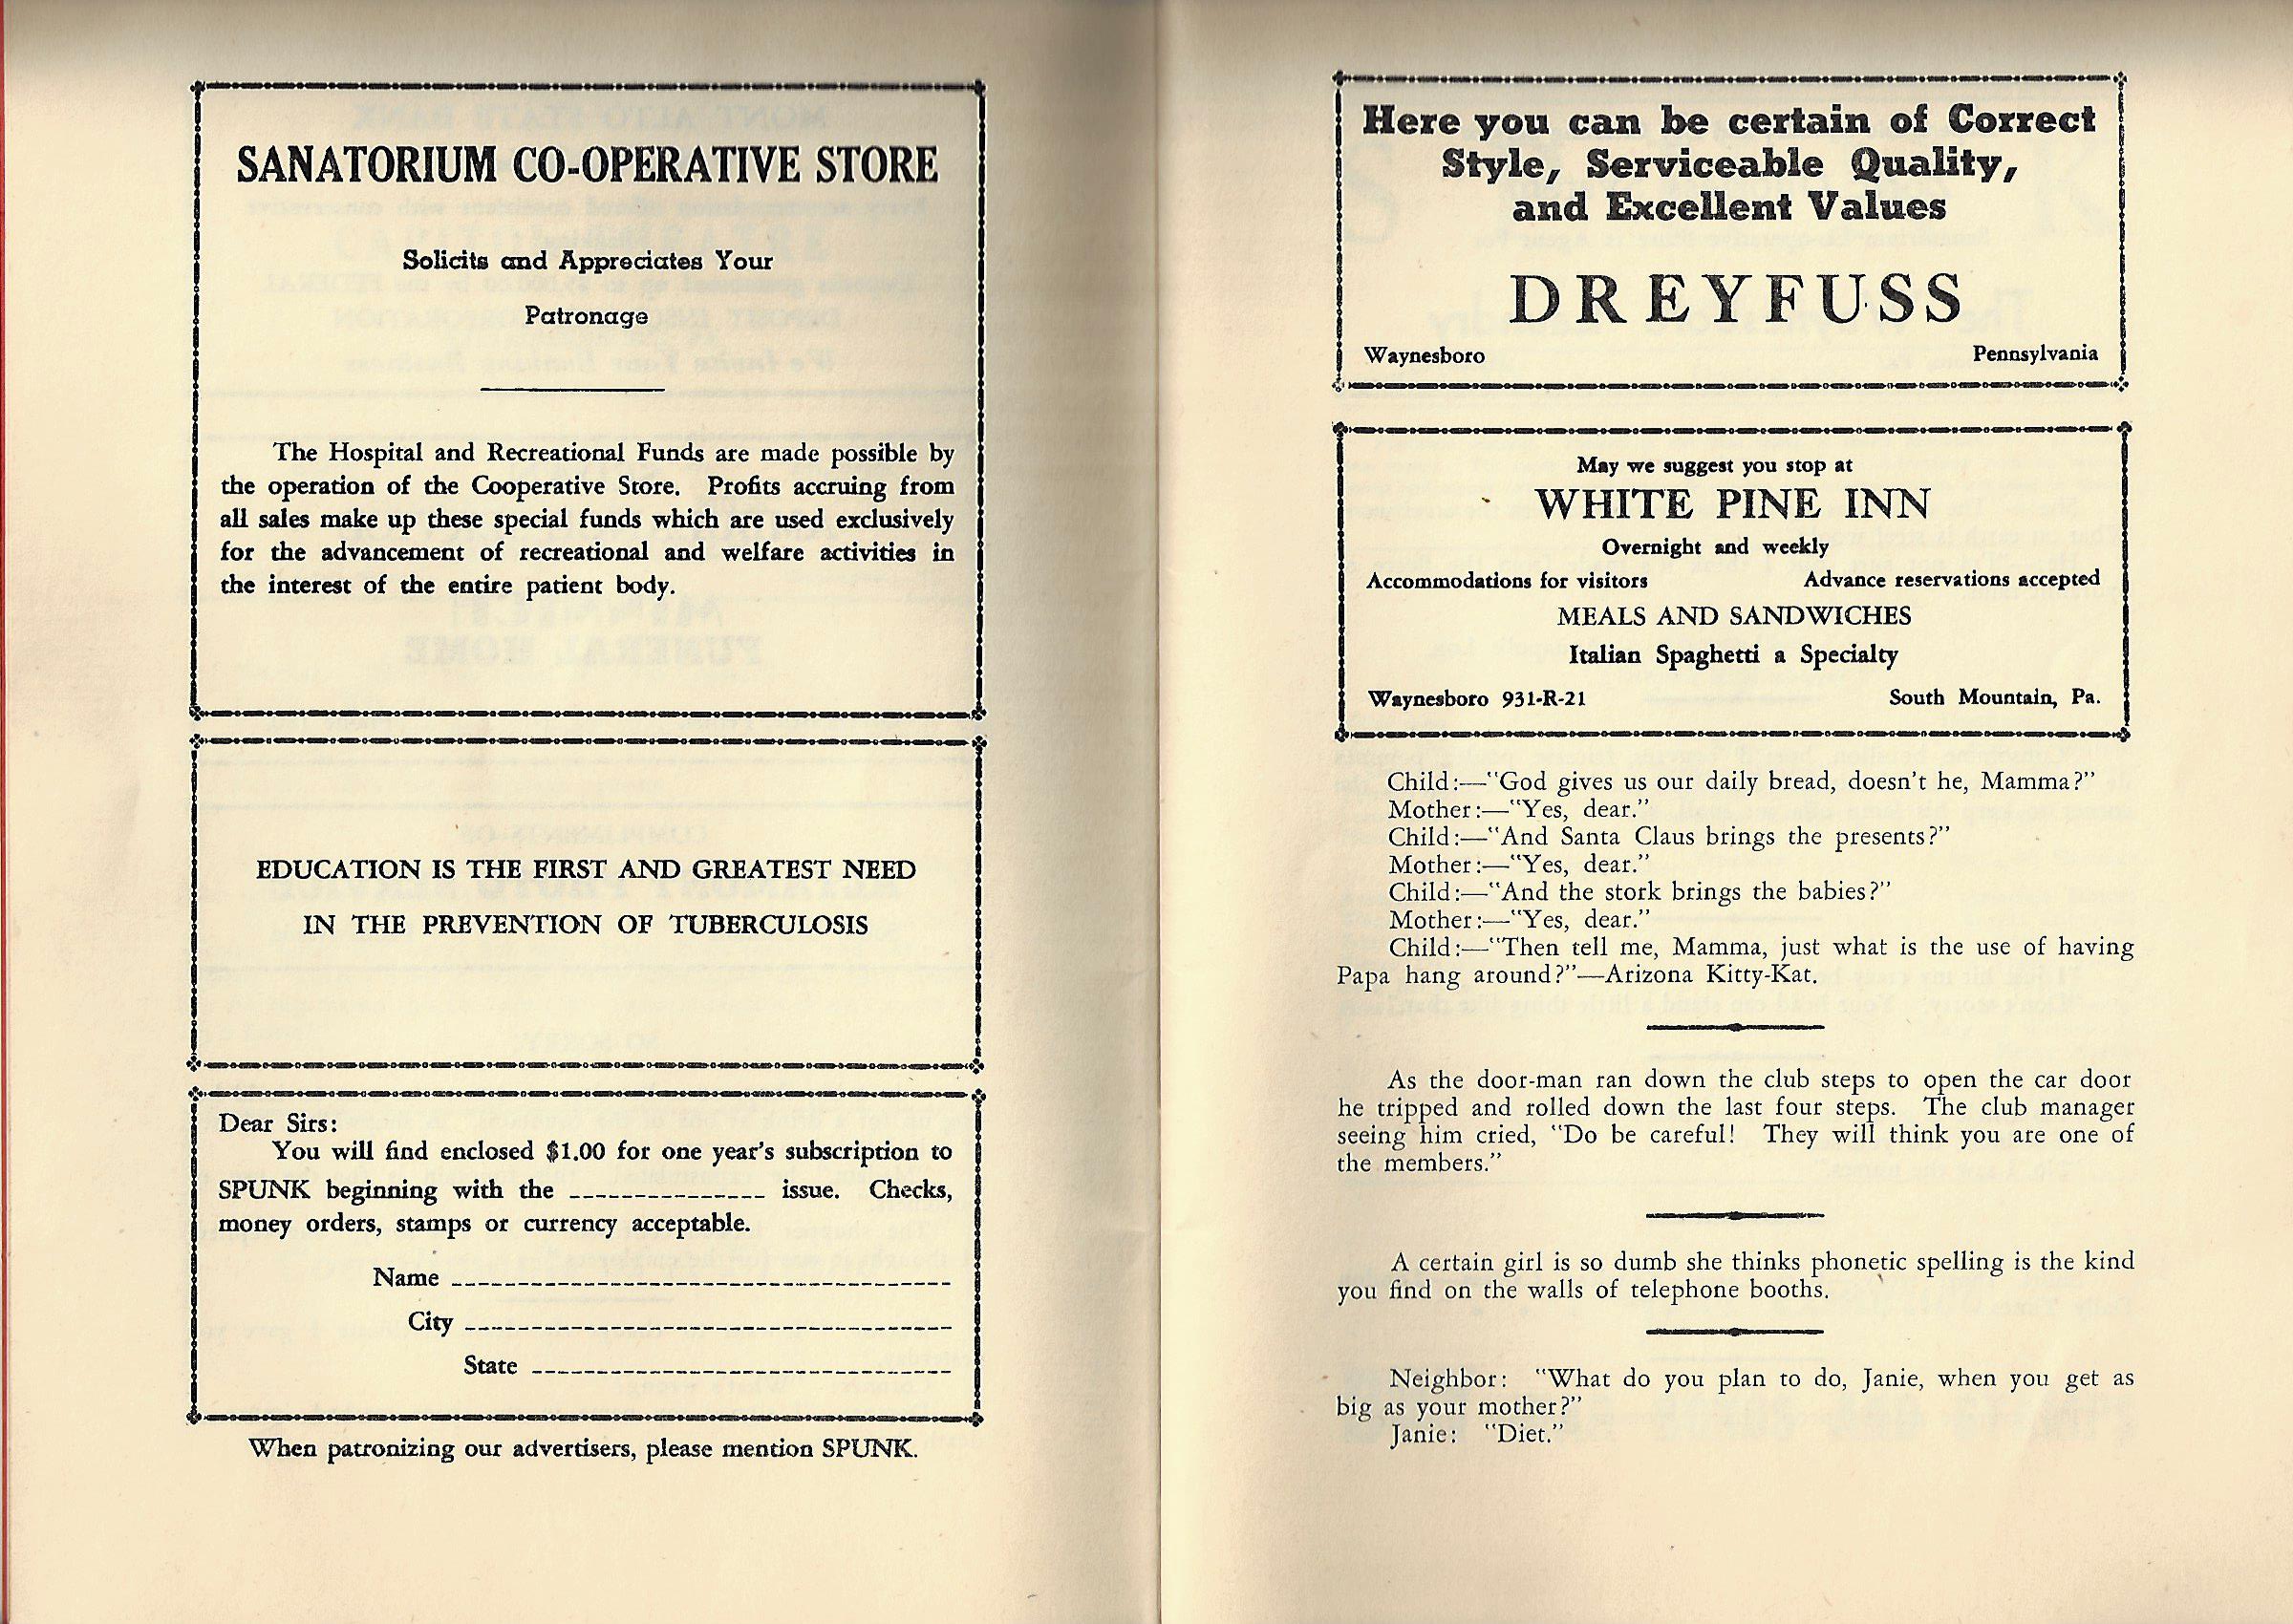 SANATORIUM CO-OPERATIVE STORE
Solicits and Appreciates Your
Patronage
The Hospital and Recreational Funds are made possible by
the operation of the Cooperative Store. Profits accruing from
all sales make up these special funds which are used exclusively
for the advancement of recreational and welfare activities in
the interest of the entire patient body.
EDUCATION IS THE FIRST AND GREATEST NEED
IN THE PREVENTION OF TUBERCULOSIS
Dear Sirs:
You will find enclosed $1.00 for one year's subscription to
SPUNK beginning with the _______________ issue. Checks,
money orders, stamps or currency acceptable.
Name ______________________________________
City _____________________________________
State ________________________________
When patronizing our advertisers, please mention SPUNK.
Here you can be certain of Correct
Style, Serviceable Quality,
and Excellent Values
DREYFUSS
Waynesboro Pennsylvania
May we suggest you stop at
WHITE PINE INN
Overnight and weekly
Accommodations for visitors Advance reservations accepted
MEALS AND SANDWICHES
Italian Spaghetti a Specialty
Waynesboro 931-R-21 South Mountain, Pa.
Child:—"God gives us our daily bread, doesn't he, Mamma?"
Mother:—"Yes, dear."
Child:—"And Santa Claus brings the presents?"
Mother:—"Yes, dear."
Child:—"And the stork brings the babies?"
Mother:—"Yes, dear."
Child:—"Then tell me, Mamma, just what is the use of having
Papa hang around?"—Arizona Kitty-Kat.
As the door-man ran down the club steps to open the car door
he tripped and rolled down the last four steps. The club manager
seeing him cried, "Do be careful! They will think you are one of
the members."
A certain girl is so dumb she thinks phonetic spelling is the kind
you find on the walls of telephone booths.
Neighbor: "What do you plan to do, Janie, when you get as
big as your mother?"
Janie: "Diet."